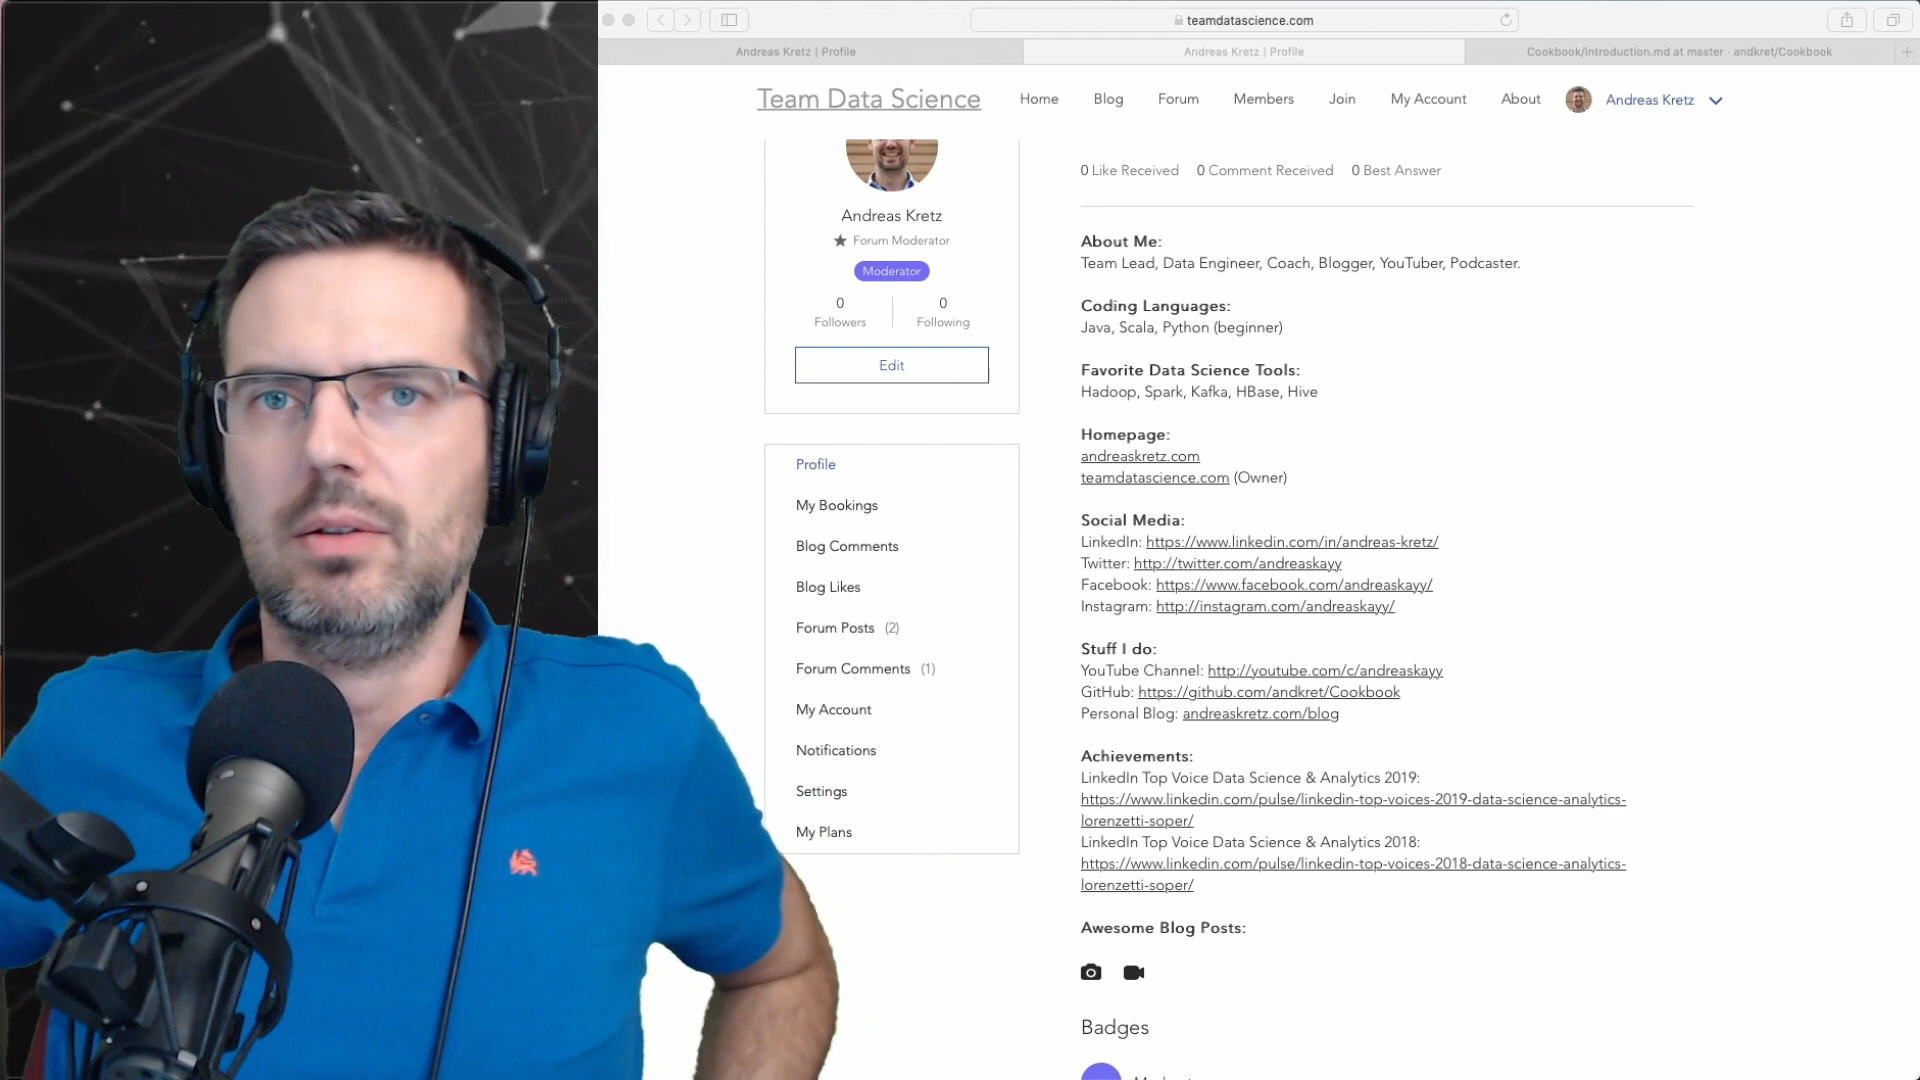 teamdatascience.com
Andreas Kretz | Profile
Andreas Kretz | Profile
Cookbook/Introduction.md at master · andkret/Cookbook
Team Data Science
Home
Blog
Forum
Members
Join
My Account
About
Andreas Kretz
Andreas Kretz
Forum Moderator
Moderator
0
Followers
0
Following
Edit
Profile
My Bookings
Blog Comments
Blog Likes
Forum Posts (2)
Forum Comments (1)
My Account
Notifications
Settings
My Plans
0 Like Received 0 Comment Received 0 Best Answer
About Me:
Team Lead, Data Engineer, Coach, Blogger, YouTuber, Podcaster.
Coding Languages:
Java, Scala, Python (beginner)
Favorite Data Science Tools:
Hadoop, Spark, Kafka, HBase, Hive
Homepage:
andreaskretz.com
teamdatascience.com (Owner)
Social Media:
LinkedIn: https://www.linkedin.com/in/andreas-kretz/
Twitter: http://twitter.com/andreaskayy
Facebook: https://www.facebook.com/andreaskayy/
Instagram: http://instagram.com/andreaskayy/
Stuff I do:
YouTube Channel: http://youtube.com/c/andreaskayy
GitHub: https://github.com/andkret/Cookbook
Personal Blog: andreaskretz.com/blog
Achievements:
LinkedIn Top Voice Data Science & Analytics 2019:
https://www.linkedin.com/pulse/linkedin-top-voices-2019-data-science-analytics-
lorenzetti-soper/
LinkedIn Top Voice Data Science & Analytics 2018:
https://www.linkedin.com/pulse/linkedin-top-voices-2018-data-science-analytics-
lorenzetti-soper/
Awesome Blog Posts:
Badges